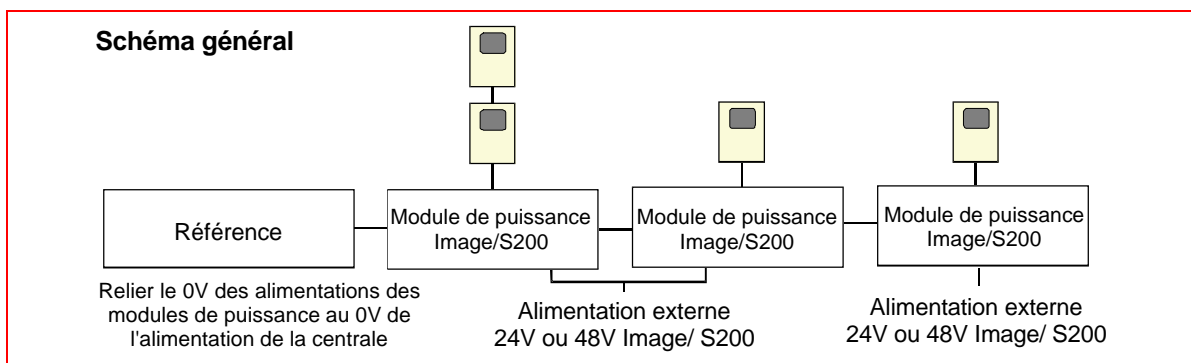 Schéma général
Référence
Module de puissance
Image/S200
Module de puissance
Image/S200
Module de puissance
Image/S200
Relier le 0V des alimentations des
modules de puissance au 0V de
l'alimentation de la centrale
Alimentation externe
24V ou 48V Image/ S200
Alimentation externe
24V ou 48V Image/ S200